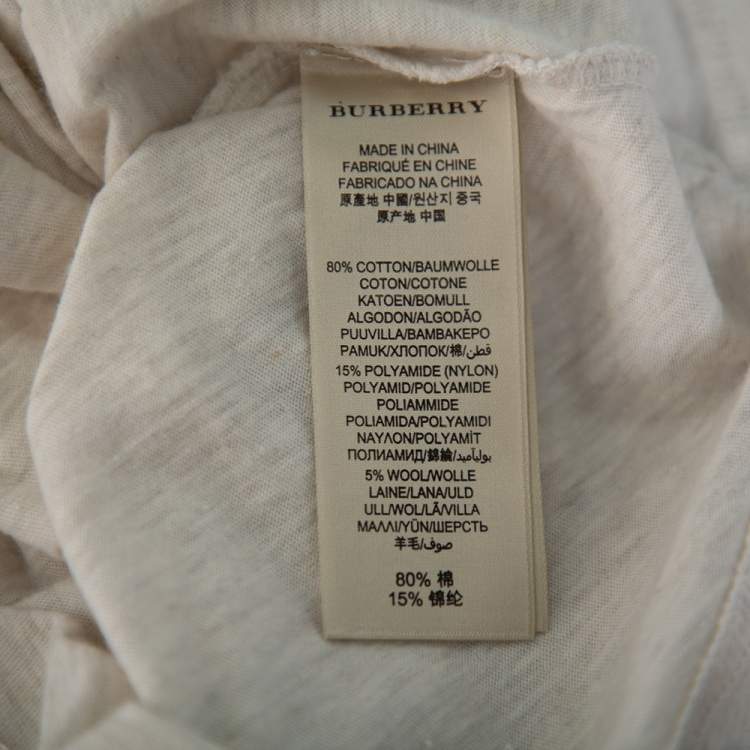 BURBERRY
MADE IN CHINA
FABRIQUÉ EN CHINE
FABRICADO NA CHINA
原產地 中國/원산지 중국
原产地 中国
80% COTTON/BAUMWOLLE
COTON/COTONE
KATOEN/BOMULL
ALGODON/ALGODÃO
PUUVILLA/ΒΑΜΒΑΚΕΡΟ
PAMUK/ХЛОПОК/棉/قطن
15% POLYAMIDE (NYLON)
POLYAMID/POLYAMIDE
POLIAMMIDE
POLIAMIDA/POLYAMIDI
ΝΑΥΛΟΝ/POLYAMİT
ПОЛИАМИД/錦綸/بوليآميد
5% WOOL/WOLLE
LAINE/LANA/ULD
ULL/WOL/LÃ/VILLA
ΜΑΛΛΙ/YÜN/ШЕРСТЬ
羊毛/صوف
80% 棉
15% 锦纶